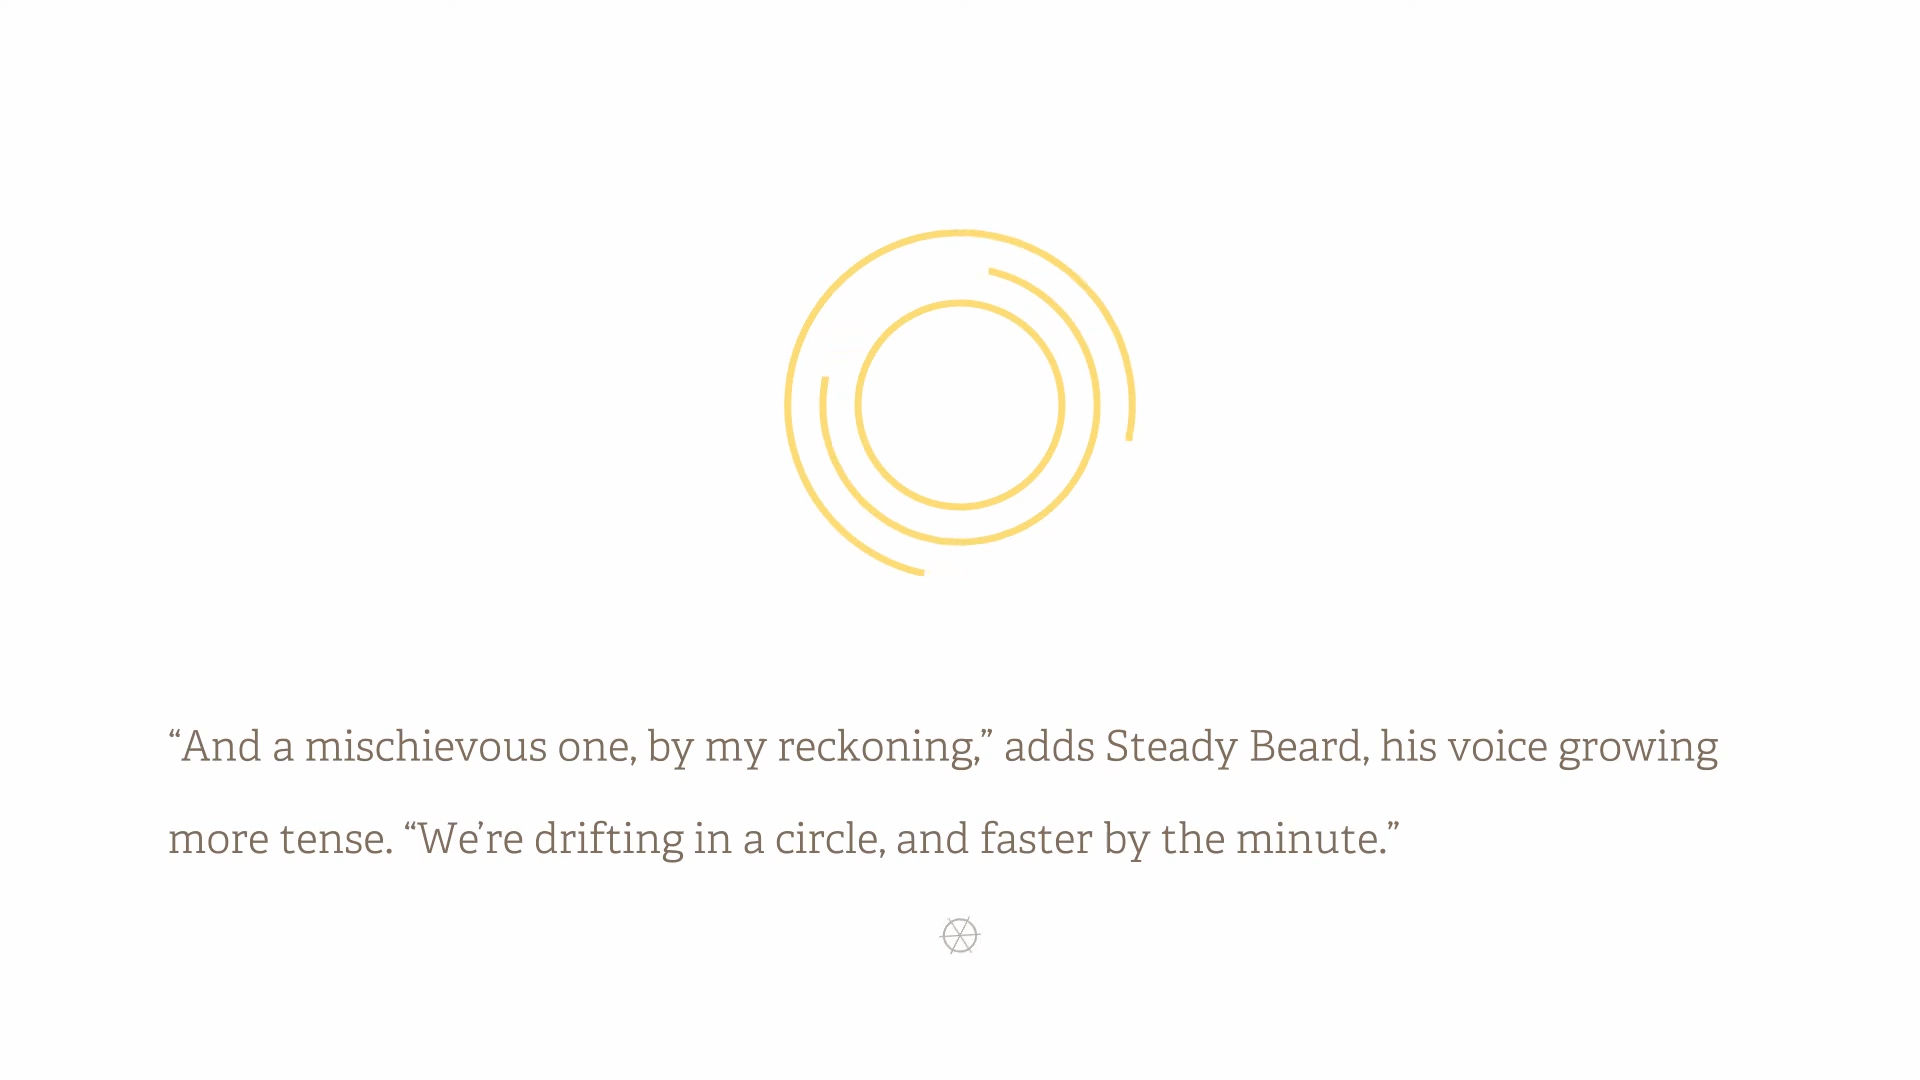 “And a mischievous one, by my reckoning,” adds Steady Beard, his voice growing
more tense. “We’re drifting in a circle, and faster by the minute.”